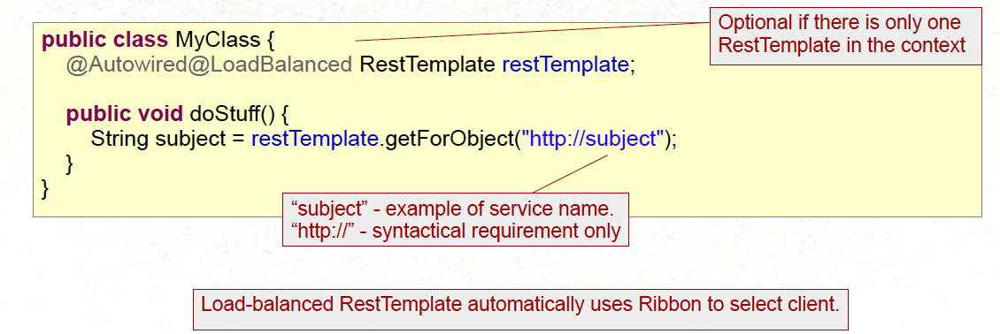 Optional if there is only one
RestTemplate in the context
public class MyClass {
@Autowired@LoadBalanced RestTemplate restTemplate;
public void doStuff() {
String subject = restTemplate.getForObject("http://subject");
}
}
“subject” - example of service name.
“http://” - syntactical requirement only
Load-balanced RestTemplate automatically uses Ribbon to select client.